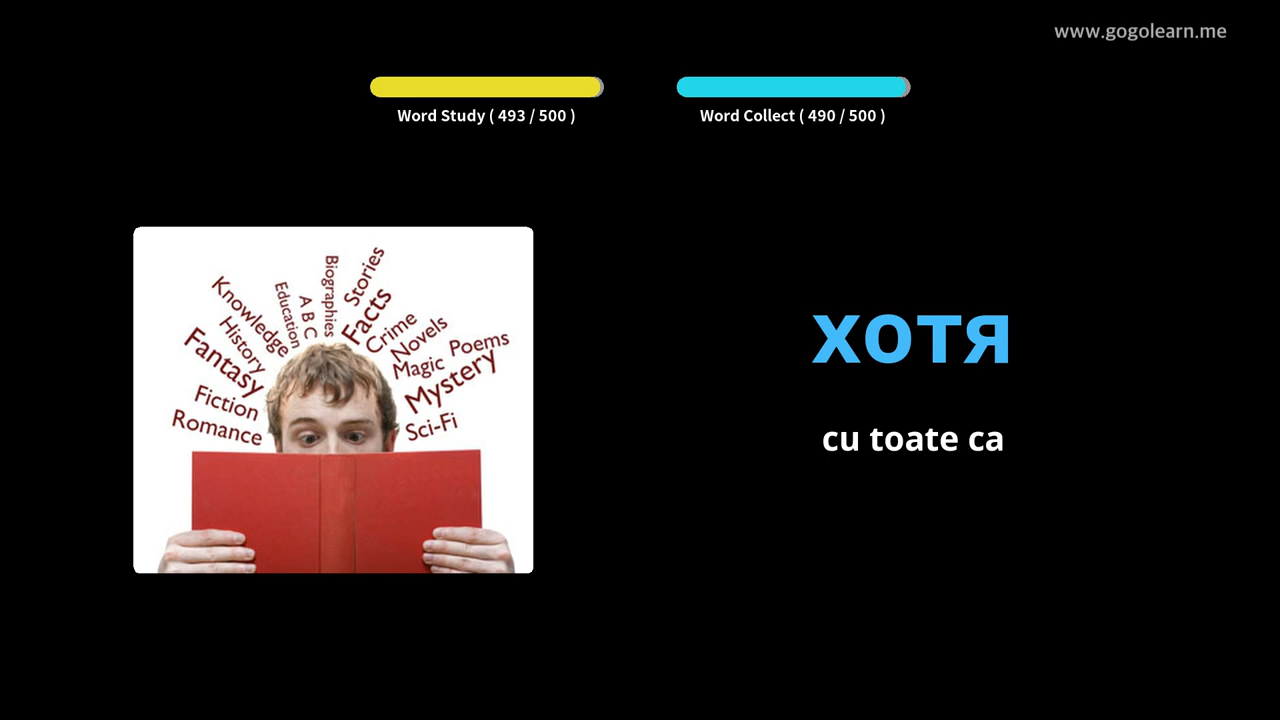 www.gogolearn.me
Word Study ( 493 / 500 )
Word Collect ( 490 / 500 )
Biographies
Stories
Education
A B C
Facts
Knowledge
Crime
History
Novels
Fantasy
Magic
Poems
Mystery
Fiction
Romance
Sci-Fi
хотя
cu toate ca